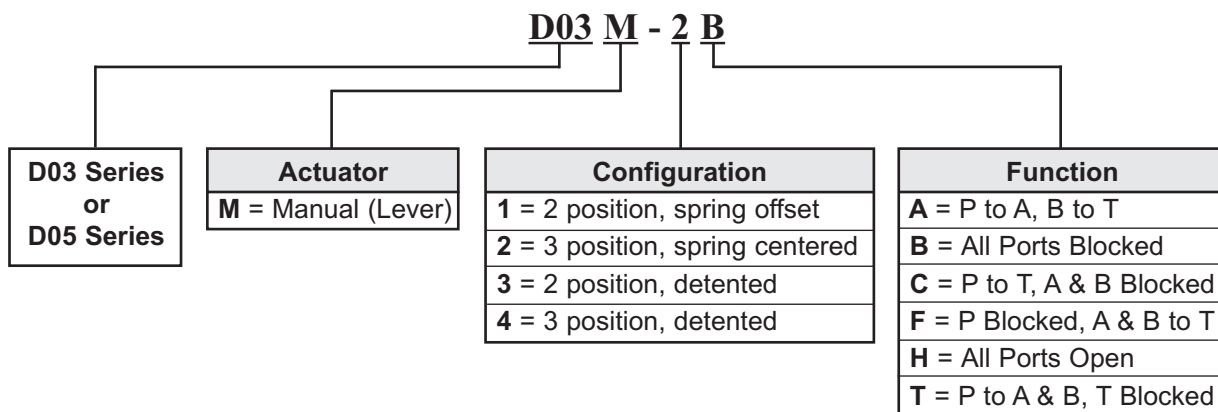 D03 M - 2 B
D03 Series
or
D05 Series
Actuator
M = Manual (Lever)
Configuration
1 = 2 position, spring offset
2 = 3 position, spring centered
3 = 2 position, detented
4 = 3 position, detented
Function
A = P to A, B to T
B = All Ports Blocked
C = P to T, A & B Blocked
F = P Blocked, A & B to T
H = All Ports Open
T = P to A & B, T Blocked